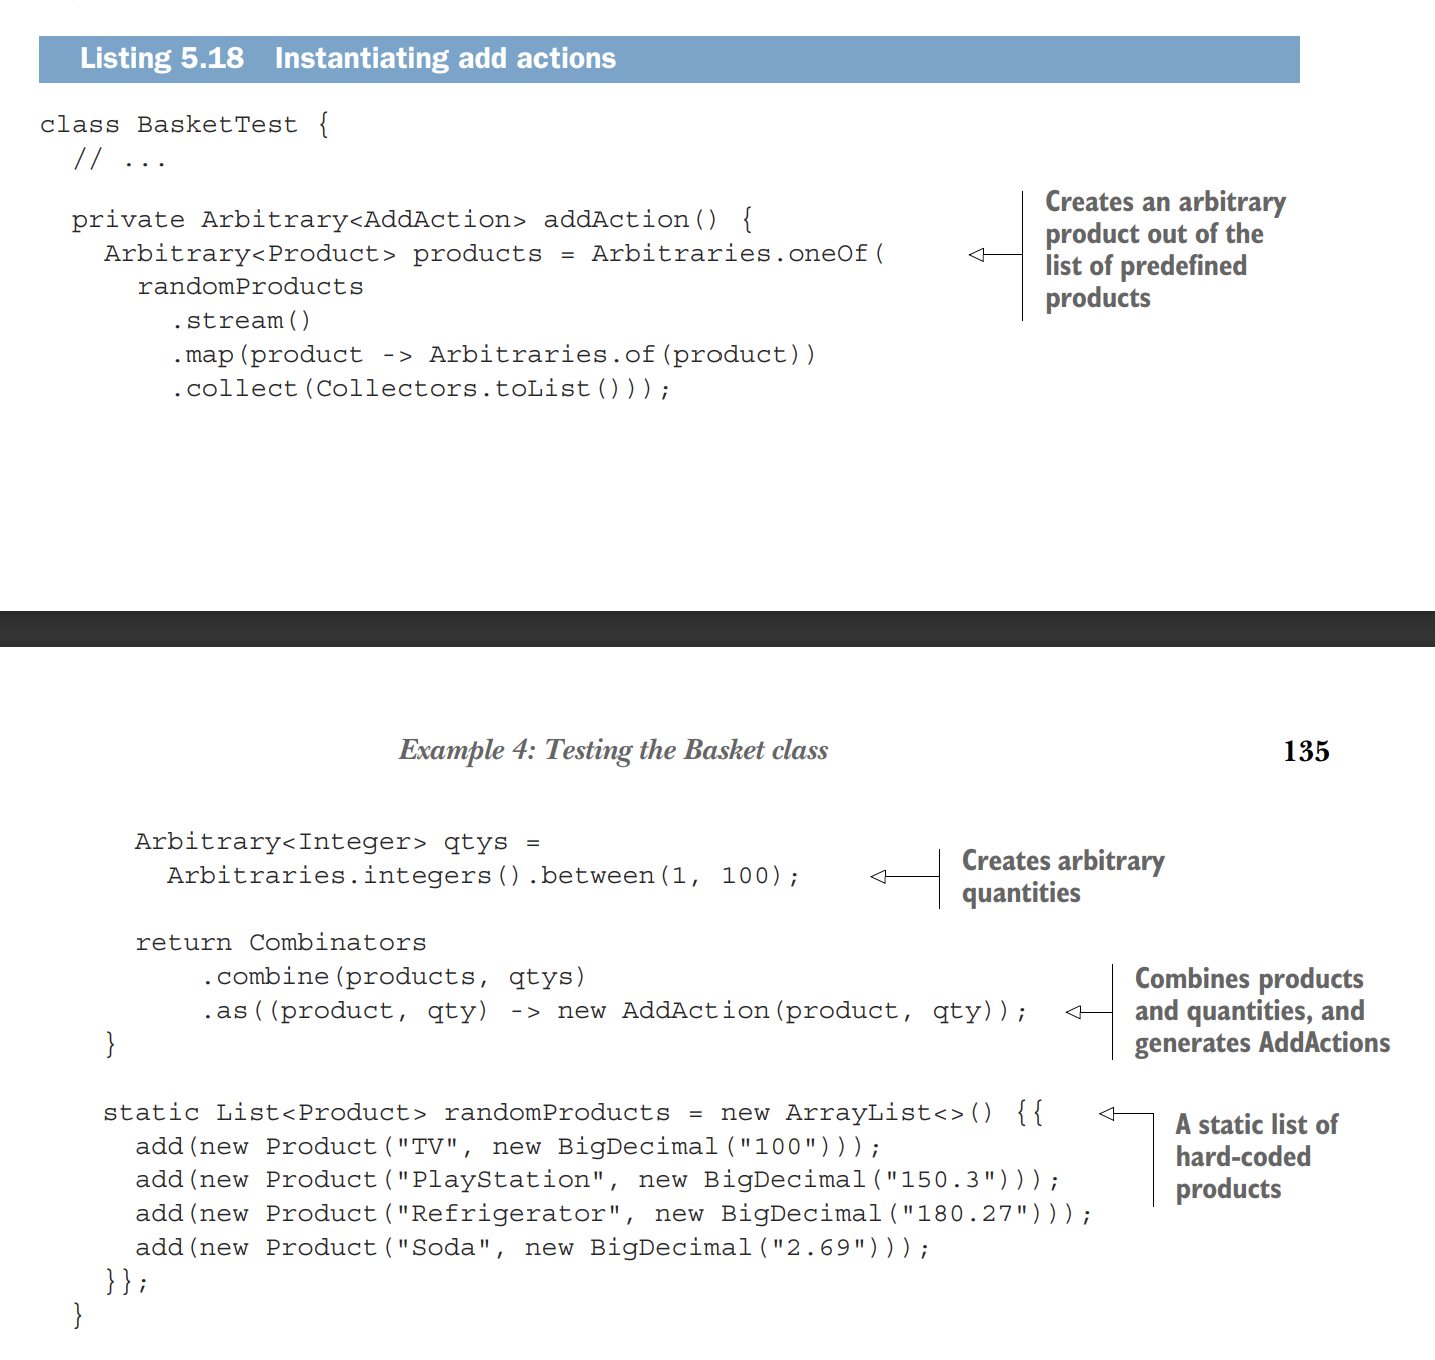 Listing 5.18 Instantiating add actions
class BasketTest {
// ...
private Arbitrary<AddAction> addAction() {
Arbitrary<Product> products = Arbitraries.oneOf(
randomProducts
.stream()
.map(product -> Arbitraries.of(product))
.collect(Collectors.toList()));
Creates an arbitrary
product out of the
list of predefined
products
Example 4: Testing the Basket class 135
Arbitrary<Integer> qtys =
Arbitraries.integers().between(1, 100);
Creates arbitrary
quantities
return Combinators
.combine(products, qtys)
.as((product, qty) -> new AddAction(product, qty));
}
Combines products
and quantities, and
generates AddActions
static List<Product> randomProducts = new ArrayList<>() {{
add(new Product("TV", new BigDecimal("100")));
add(new Product("PlayStation", new BigDecimal("150.3")));
add(new Product("Refrigerator", new BigDecimal("180.27")));
add(new Product("Soda", new BigDecimal("2.69")));
}};
}
A static list of
hard-coded
products